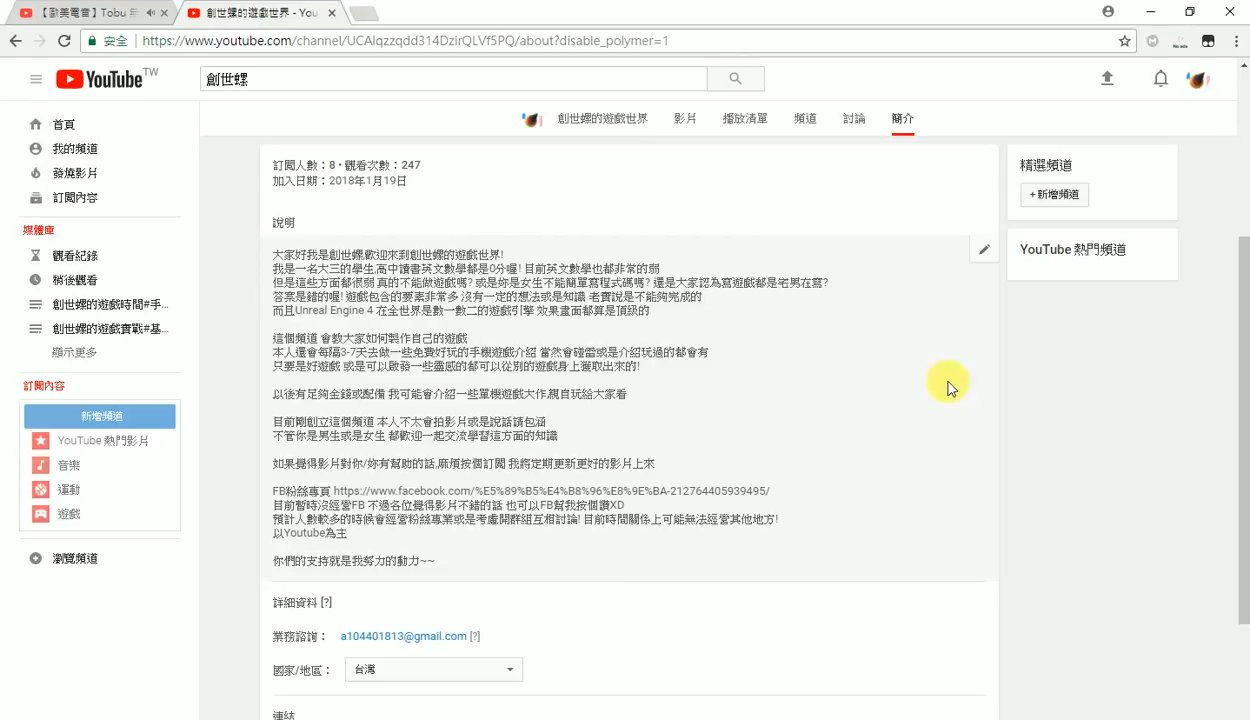 【歐美電音】Tobu
創世螺的遊戲世界 - You
安全 https://www.youtube.com/channel/UCAlqzzqdd314DzirQLVf5PQ/about?disable_polymer=1
YouTube TW
創世螺
創世螺的遊戲世界 影片 播放清單 頻道 討論 簡介
首頁
我的頻道
發燒影片
訂閱內容
媒體庫
觀看紀錄
稍後觀看
創世螺的遊戲時間#手...
創世螺的遊戲實戰#基...
顯示更多
訂閱內容
新增頻道
YouTube 熱門影片
音樂
運動
遊戲
瀏覽頻道
訂閱人數：8 • 觀看次數：247
加入日期：2018年1月19日
說明
大家好我是創世螺,歡迎來到創世螺的遊戲世界!
我是一名大三的學生,高中讀書英文數學都是0分喔! 目前英文數學也都非常的弱
但是這些方面都很弱 真的不能做遊戲嗎? 或是妳是女生不能簡單寫程式碼嗎? 還是大家認為寫遊戲都是宅男在寫?
答案是錯的喔! 遊戲包含的要素非常多 沒有一定的想法或是知識 老實說是不能夠完成的
而且Unreal Engine 4 在全世界是數一數二的遊戲引擎 效果畫面都算是頂級的
這個頻道 會教大家如何製作自己的遊戲
本人還會每隔3-7天去做一些免費好玩的手機遊戲介紹 當然會碰雷或是介紹玩過的都會有
只要是好遊戲 或是可以啟發一些靈感的都可以從別的遊戲身上獲取出來的!
以後有足夠金錢或配備 我可能會介紹一些單機遊戲大作,親自玩給大家看
目前剛創立這個頻道 本人不太會拍影片或是說話請包涵
不管你是男生或是女生 都歡迎一起交流學習這方面的知識
如果覺得影片對你/妳有幫助的話,麻煩按個訂閱 我將定期更新更好的影片上來
FB粉絲專頁 https://www.facebook.com/%E5%89%B5%E4%B8%96%E8%9E%BA-212764405939495/
目前暫時沒經營FB 不過各位覺得影片不錯的話 也可以FB幫我按個讚XD
預計人數較多的時候會經營粉絲專業或是考慮開群組互相討論! 目前時間關係上可能無法經營其他地方!
以Youtube為主
你們的支持就是我努力的動力~~
詳細資料 [?]
業務諮詢： a104401813@gmail.com [?]
國家/地區： 台灣
連結
精選頻道
+ 新增頻道
YouTube 熱門頻道